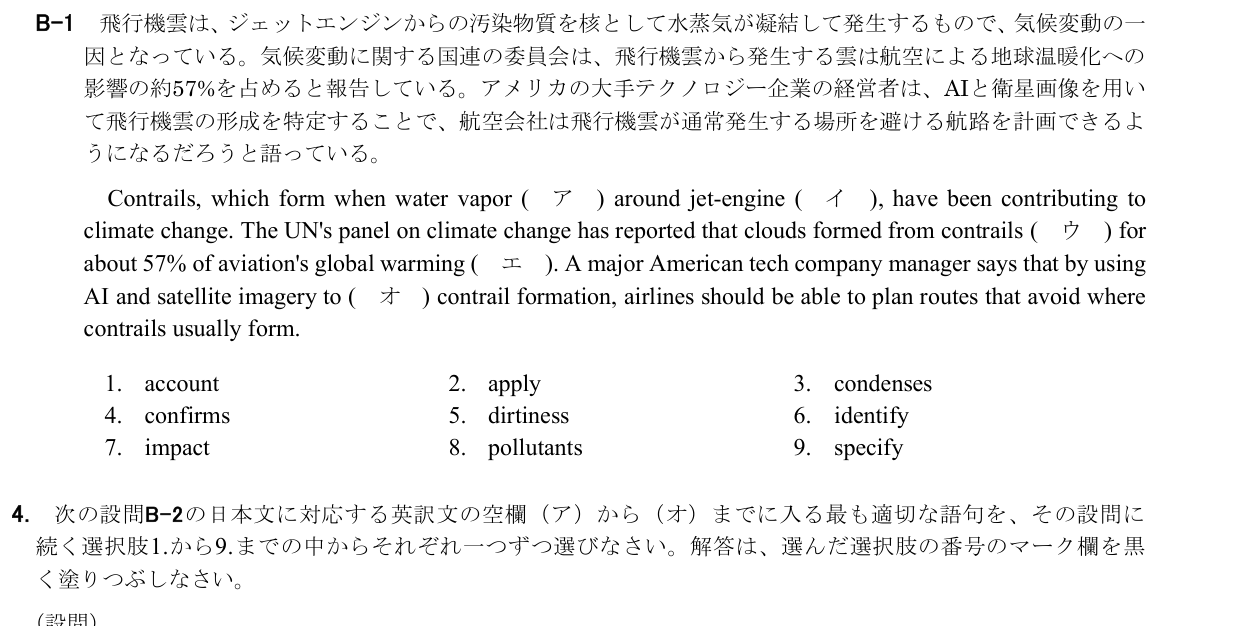 B-1 飛行機雲は、ジェットエンジンからの汚染物質を核として水蒸気が凝結して発生するもので、気候変動の一
因となっている。気候変動に関する国連の委員会は、飛行機雲から発生する雲は航空による地球温暖化への
影響の約57%を占めると報告している。アメリカの大手テクノロジー企業の経営者は、AIと衛星画像を用い
て飛行機雲の形成を特定することで、航空会社は飛行機雲が通常発生する場所を避ける航路を計画できるよ
うになるだろうと語っている。
Contrails, which form when water vapor ( ア ) around jet-engine ( イ ), have been contributing to
climate change. The UN's panel on climate change has reported that clouds formed from contrails ( ウ ) for
about 57% of aviation's global warming ( エ ). A major American tech company manager says that by using
AI and satellite imagery to ( オ ) contrail formation, airlines should be able to plan routes that avoid where
contrails usually form.
1. account 2. apply 3. condenses
4. confirms 5. dirtiness 6. identify
7. impact 8. pollutants 9. specify
4. 次の設問B-2の日本文に対応する英訳文の空欄（ア）から（オ）までに入る最も適切な語句を、その設問に
続く選択肢1.から9.までの中からそれぞれ一つずつ選びなさい。解答は、選んだ選択肢の番号のマーク欄を黒
く塗りつぶしなさい。
（設問）